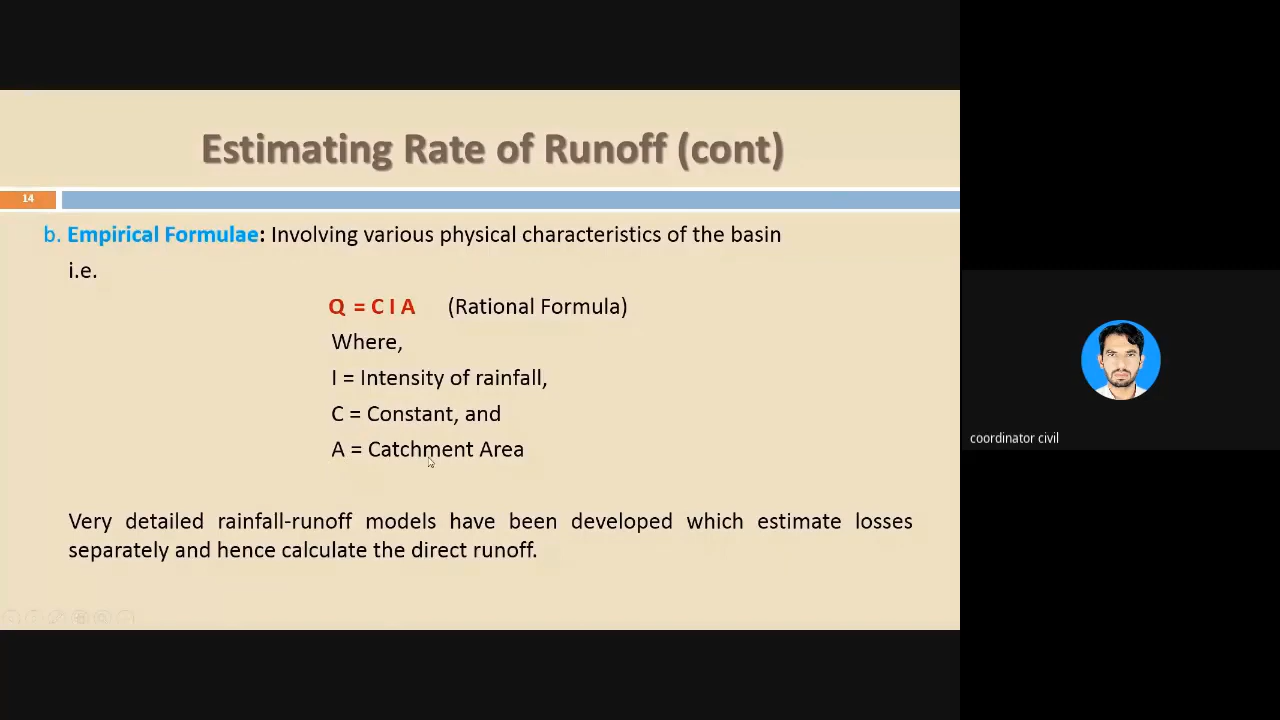 Estimating Rate of Runoff (cont)
14
b. Empirical Formulae: Involving various physical characteristics of the basin
i.e.
Q = C I A (Rational Formula)
Where,
I = Intensity of rainfall,
C = Constant, and
A = Catchment Area
Very detailed rainfall-runoff models have been developed which estimate losses
separately and hence calculate the direct runoff.
coordinator civil